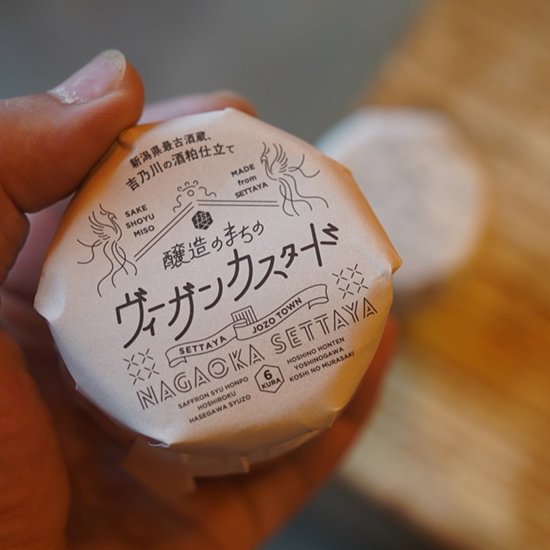 新潟県最古酒蔵、
吉乃川の酒粕仕立て
SAKE
SHOYU
MISO
MADE
from
SETTAYA
醸造のまちの
ヴィーガンカスタード
SETTAYA JOZO TOWN
NAGAOKA SETTAYA
SAFFRON SYU HONPO
HOSHIROKU
HASEGAWA SYUZO
6
KURA
HOSHINO HONTEN
YOSHINOGAWA
KOSHI NO MURASAKI